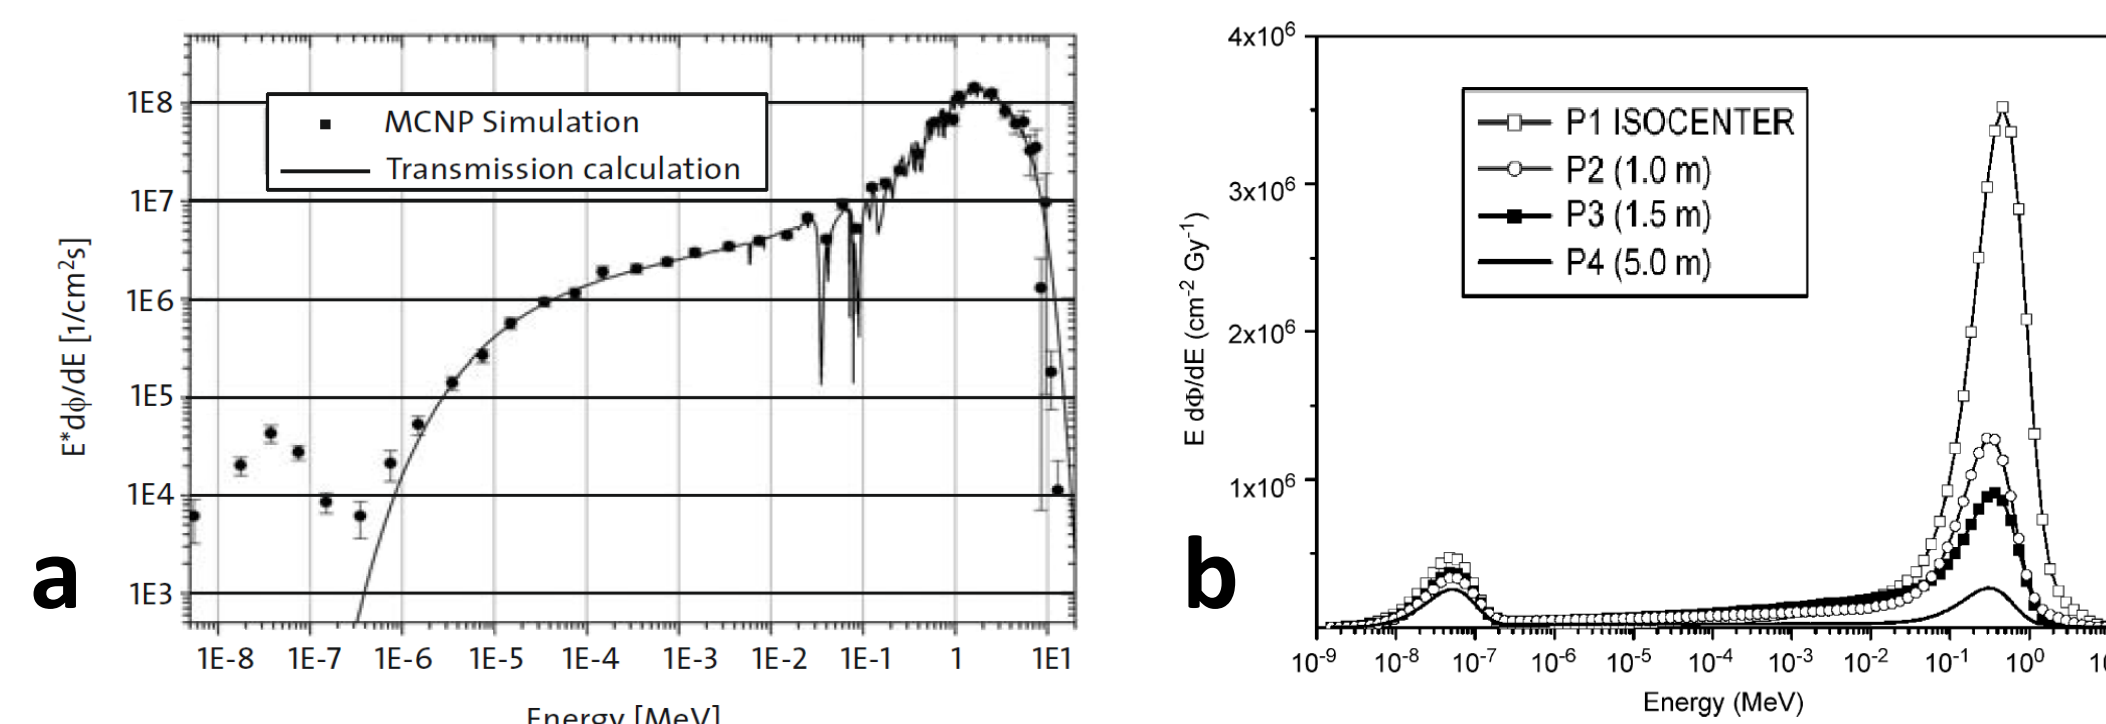 1E8
1E7
1E6
1E5
1E4
1E3
E*dϕ/dE [1/cm²s]
MCNP Simulation
Transmission calculation
1E-8 1E-7 1E-6 1E-5 1E-4 1E-3 1E-2 1E-1 1 1E1
Energy [MeV]
a
4x10⁶
3x10⁶
2x10⁶
1x10⁶
E dΦ/dE (cm⁻² Gy⁻¹)
P1 ISOCENTER
P2 (1.0 m)
P3 (1.5 m)
P4 (5.0 m)
10⁻⁹ 10⁻⁸ 10⁻⁷ 10⁻⁶ 10⁻⁵ 10⁻⁴ 10⁻³ 10⁻² 10⁻¹ 10⁰
Energy (MeV)
b